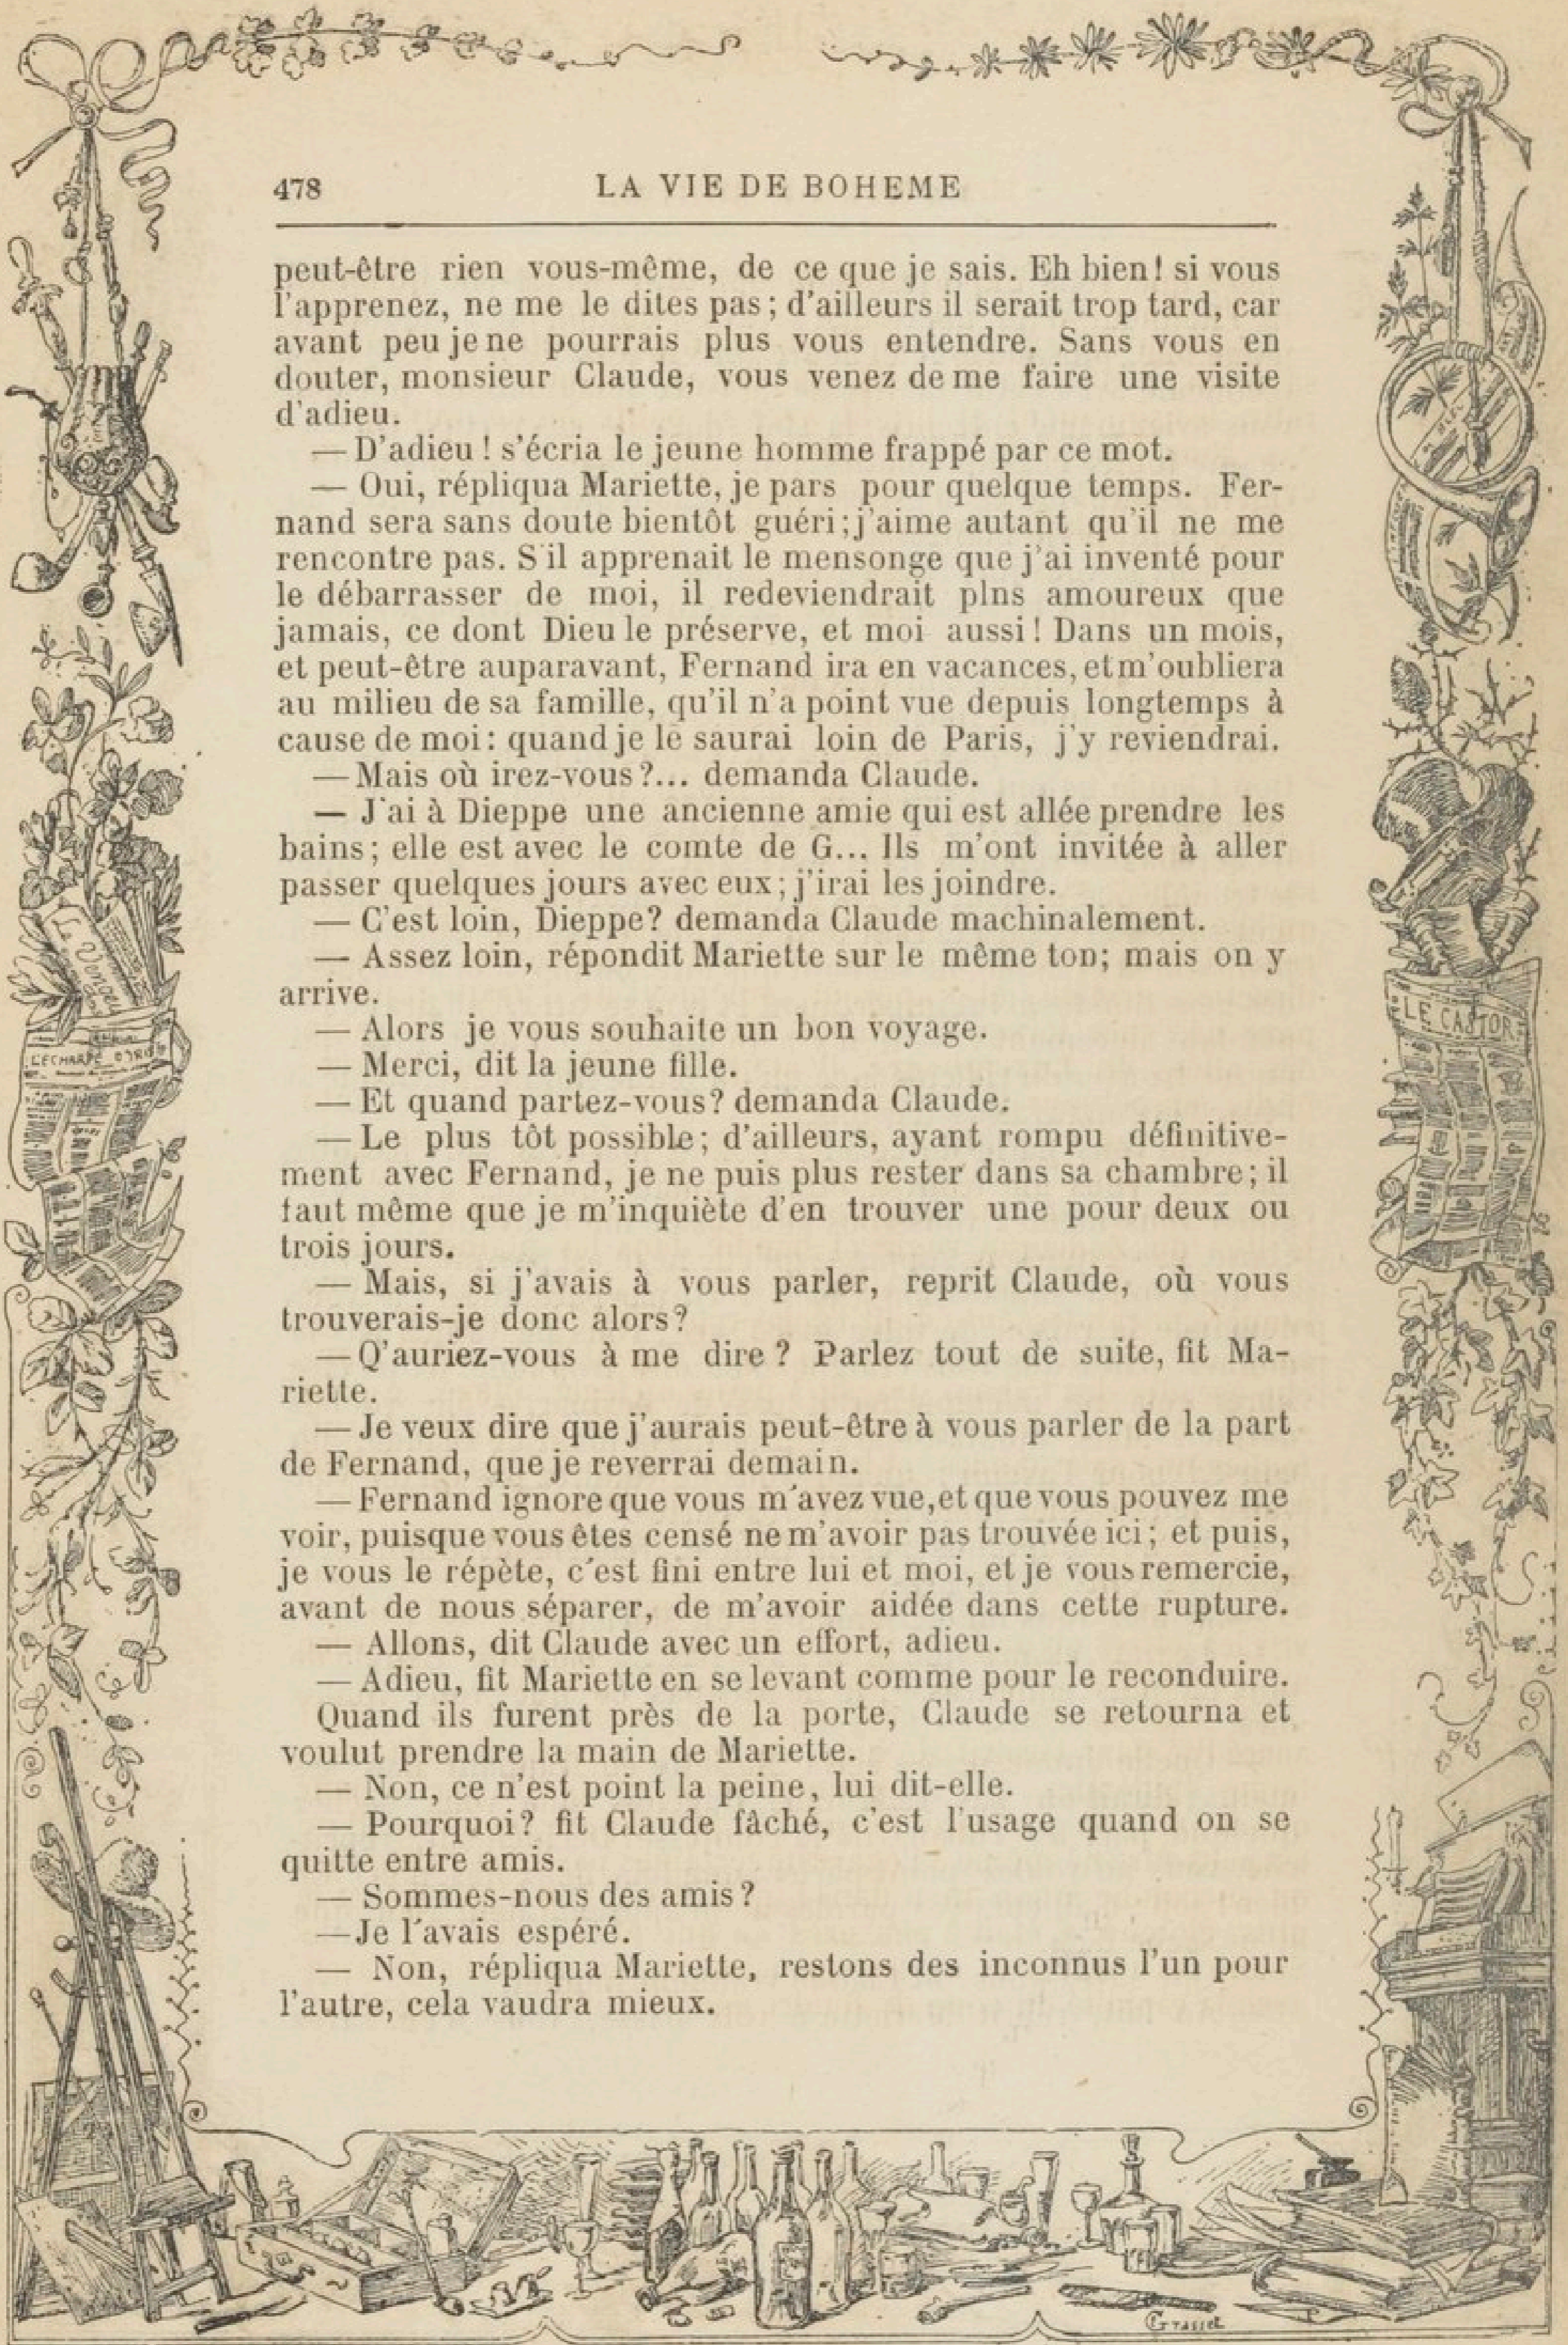 478 LA VIE DE BOHEME
peut-être rien vous-même, de ce que je sais. Eh bien! si vous
l'apprenez, ne me le dites pas; d'ailleurs il serait trop tard, car
avant peu je ne pourrais plus vous entendre. Sans vous en
douter, monsieur Claude, vous venez de me faire une visite
d'adieu.
— D'adieu ! s'écria le jeune homme frappé par ce mot.
— Oui, répliqua Mariette, je pars pour quelque temps. Fer-
nand sera sans doute bientôt guéri; j'aime autant qu'il ne me
rencontre pas. S'il apprenait le mensonge que j'ai inventé pour
le débarrasser de moi, il redeviendrait plns amoureux que
jamais, ce dont Dieu le préserve, et moi aussi! Dans un mois,
et peut-être auparavant, Fernand ira en vacances, et m'oubliera
au milieu de sa famille, qu'il n'a point vue depuis longtemps à
cause de moi: quand je le saurai loin de Paris, j'y reviendrai.
— Mais où irez-vous?... demanda Claude.
— J'ai à Dieppe une ancienne amie qui est allée prendre les
bains; elle est avec le comte de G... Ils m'ont invitée à aller
passer quelques jours avec eux; j'irai les joindre.
— C'est loin, Dieppe? demanda Claude machinalement.
— Assez loin, répondit Mariette sur le même ton; mais on y
arrive.
— Alors je vous souhaite un bon voyage.
— Merci, dit la jeune fille.
— Et quand partez-vous? demanda Claude.
— Le plus tôt possible; d'ailleurs, ayant rompu définitive-
ment avec Fernand, je ne puis plus rester dans sa chambre; il
faut même que je m'inquiète d'en trouver une pour deux ou
trois jours.
— Mais, si j'avais à vous parler, reprit Claude, où vous
trouverais-je donc alors?
— Q'auriez-vous à me dire ? Parlez tout de suite, fit Ma-
riette.
— Je veux dire que j'aurais peut-être à vous parler de la part
de Fernand, que je reverrai demain.
— Fernand ignore que vous m'avez vue, et que vous pouvez me
voir, puisque vous êtes censé ne m'avoir pas trouvée ici; et puis,
je vous le répète, c'est fini entre lui et moi, et je vous remercie,
avant de nous séparer, de m'avoir aidée dans cette rupture.
— Allons, dit Claude avec un effort, adieu.
— Adieu, fit Mariette en se levant comme pour le reconduire.
Quand ils furent près de la porte, Claude se retourna et
voulut prendre la main de Mariette.
— Non, ce n'est point la peine, lui dit-elle.
— Pourquoi? fit Claude fâché, c'est l'usage quand on se
quitte entre amis.
— Sommes-nous des amis?
— Je l'avais espéré.
— Non, répliqua Mariette, restons des inconnus l'un pour
l'autre, cela vaudra mieux.
LE CASTOR
L'ECHARPE D'IRIS
Grasset